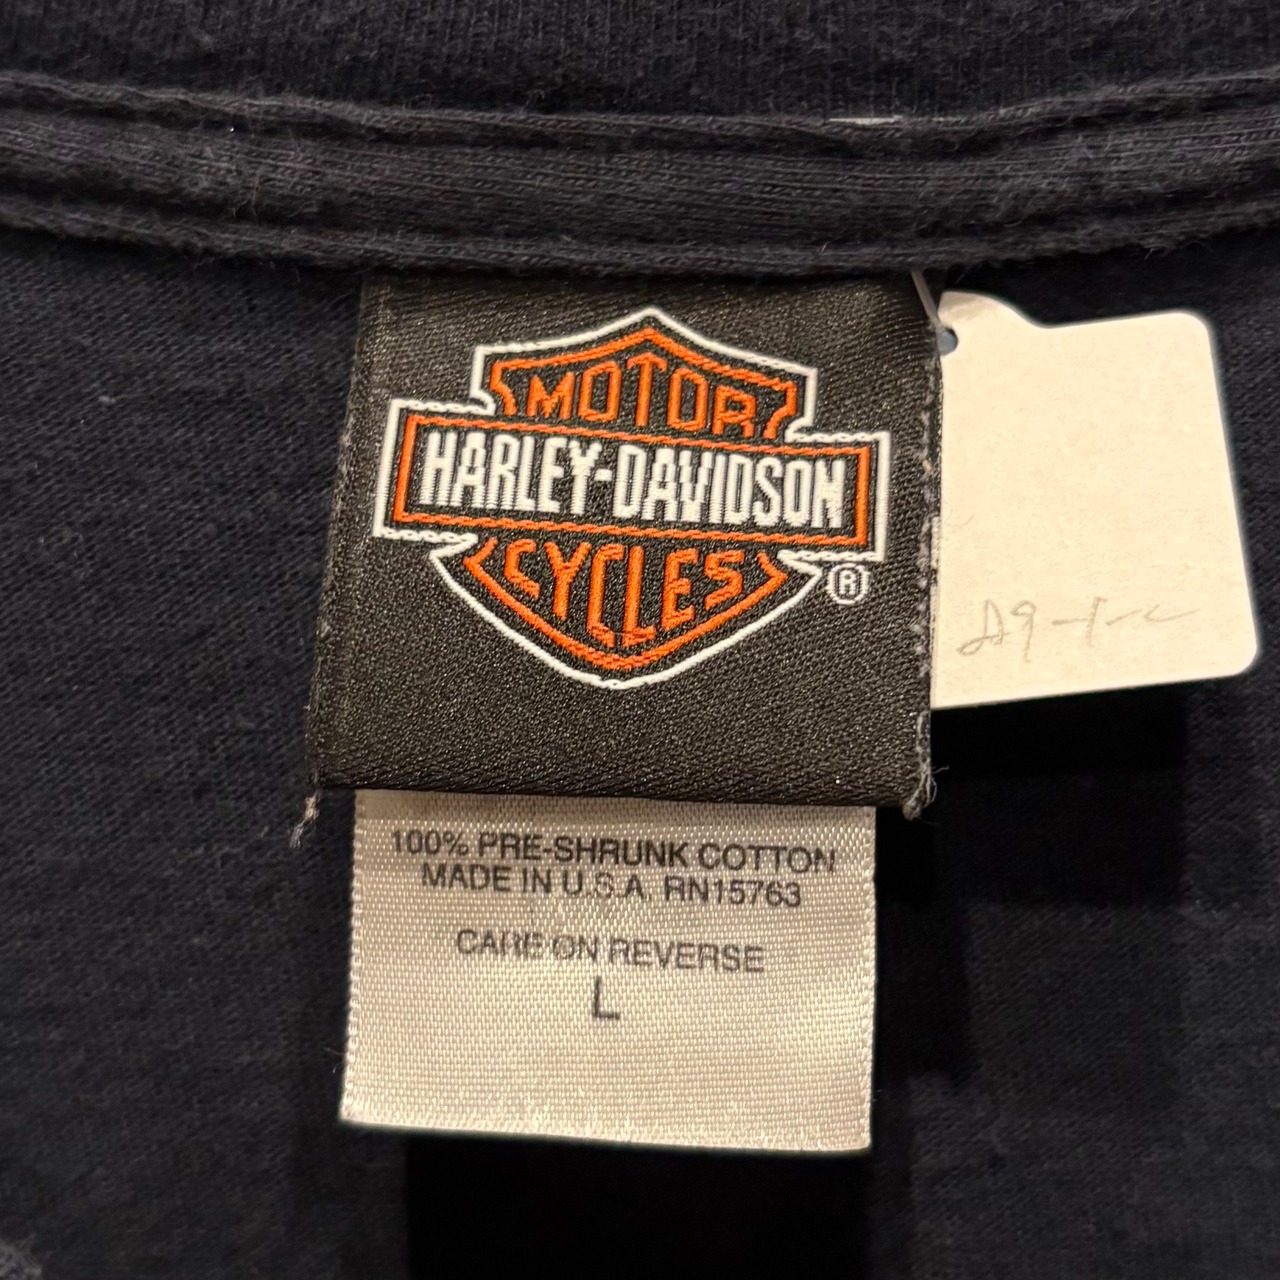 MOTOR
HARLEY-DAVIDSON
CYCLES
®
100% PRE-SHRUNK COTTON
MADE IN U.S.A. RN15763
CARE ON REVERSE
L